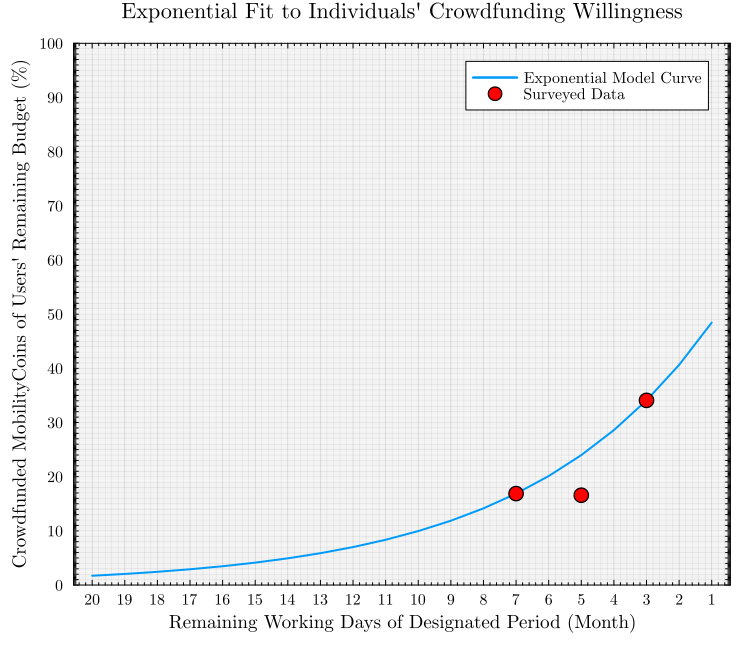 Exponential Fit to Individuals' Crowdfunding Willingness
Crowdfunded MobilityCoins of Users' Remaining Budget (%)
100
90
80
70
60
50
40
30
20
10
0
Exponential Model Curve
Surveyed Data
20 19 18 17 16 15 14 13 12 11 10 9 8 7 6 5 4 3 2 1
Remaining Working Days of Designated Period (Month)